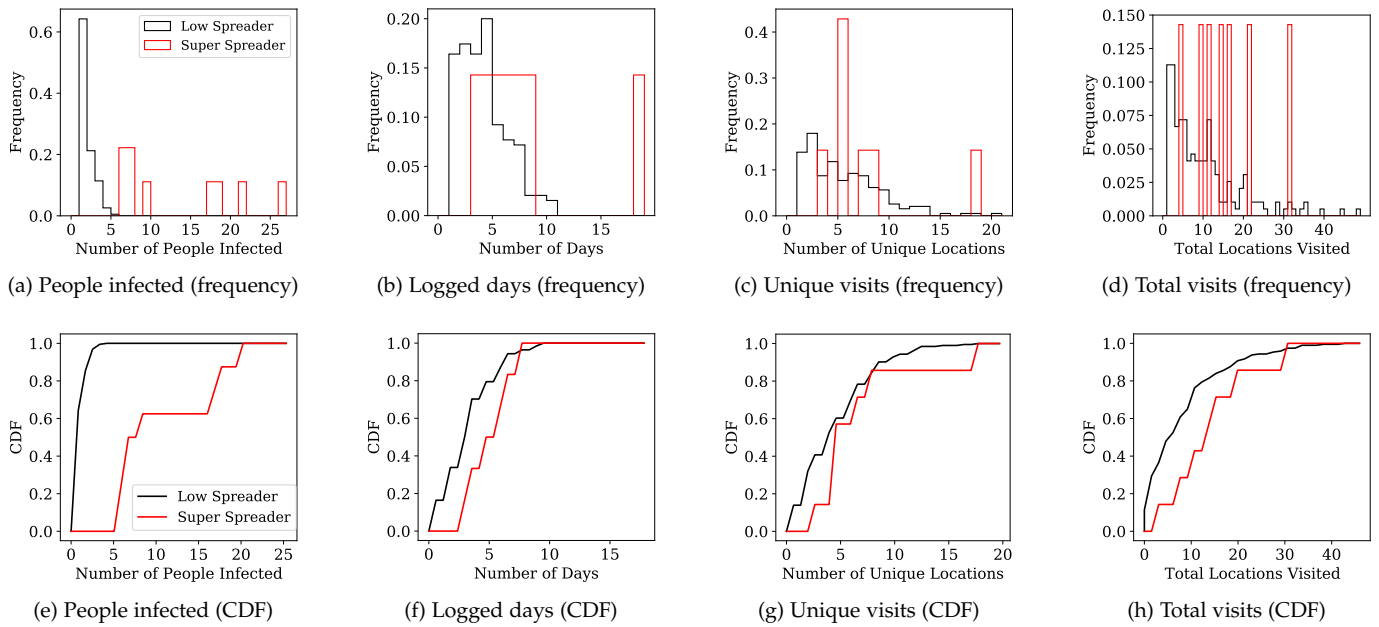 0.6
0.4
0.2
0.0
Frequency
Low Spreader
Super Spreader
0 5 10 15 20 25
Number of People Infected
(a) People infected (frequency)
0.20
0.15
0.10
0.05
0.00
Frequency
0 5 10 15
Number of Days
(b) Logged days (frequency)
0.4
0.3
0.2
0.1
0.0
Frequency
0 5 10 15 20
Number of Unique Locations
(c) Unique visits (frequency)
0.150
0.125
0.100
0.075
0.050
0.025
0.000
Frequency
0 20 40
Total Locations Visited
(d) Total visits (frequency)
1.0
0.8
0.6
0.4
0.2
0.0
CDF
Low Spreader
Super Spreader
0 5 10 15 20 25
Number of People Infected
(e) People infected (CDF)
1.0
0.8
0.6
0.4
0.2
0.0
CDF
0 5 10 15
Number of Days
(f) Logged days (CDF)
1.0
0.8
0.6
0.4
0.2
0.0
CDF
0 5 10 15 20
Number of Unique Locations
(g) Unique visits (CDF)
1.0
0.8
0.6
0.4
0.2
0.0
CDF
0 10 20 30 40
Total Locations Visited
(h) Total visits (CDF)